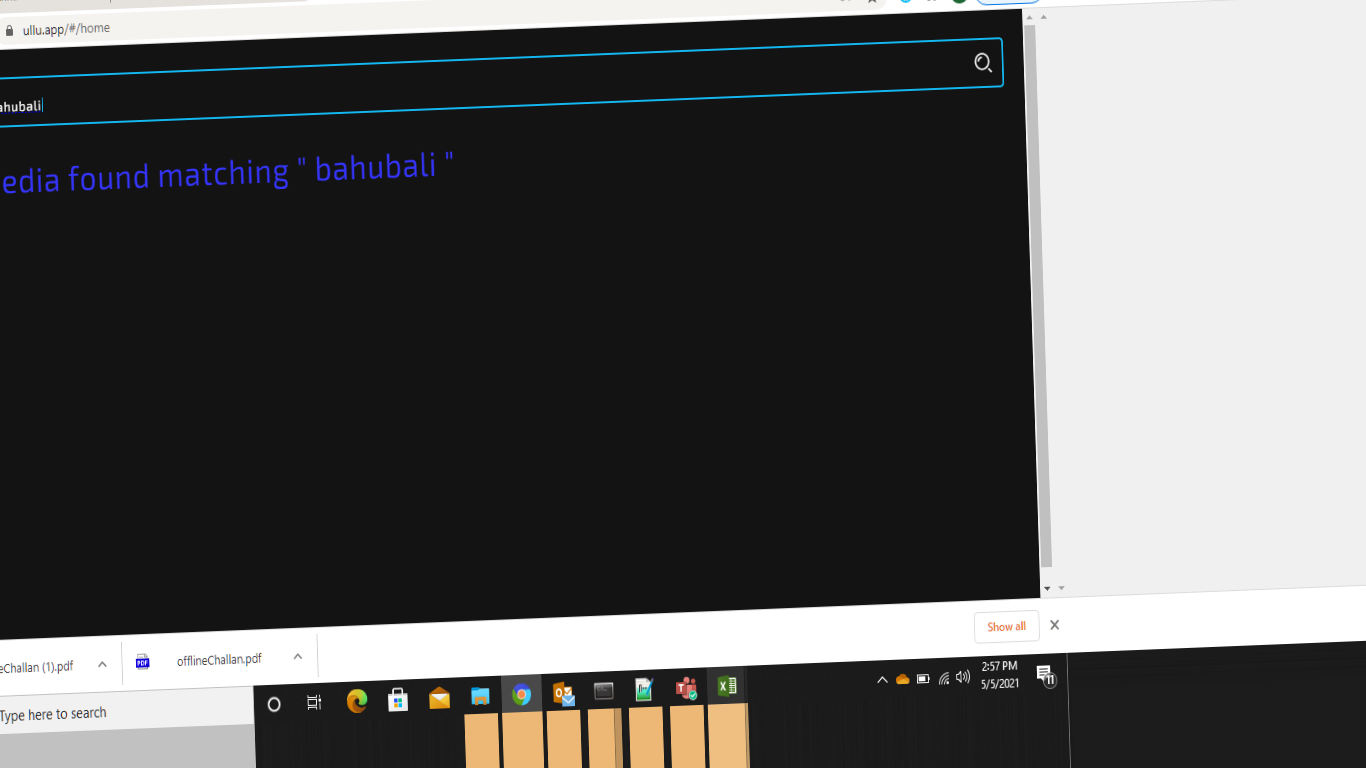 ullu.app/#/home
ahubali
edia found matching " bahubali "
eChallan (1).pdf
PDF
offlineChallan.pdf
Show all
Type here to search
2:57 PM
5/5/2021
11